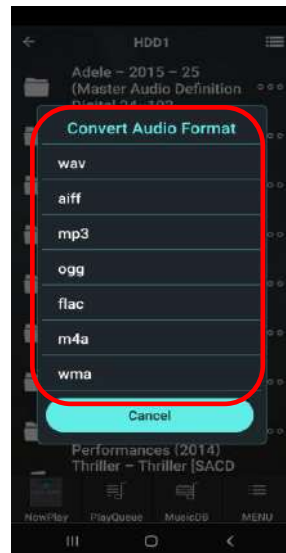 HDD1
Adele – 2015 – 25
(Master Audio Definition
Convert Audio Format
wav
aiff
mp3
ogg
flac
m4a
wma
Cancel
Performances (2014)
Thriller – Thriller [SACD
NowPlay PlayQueue MusicDB MENU